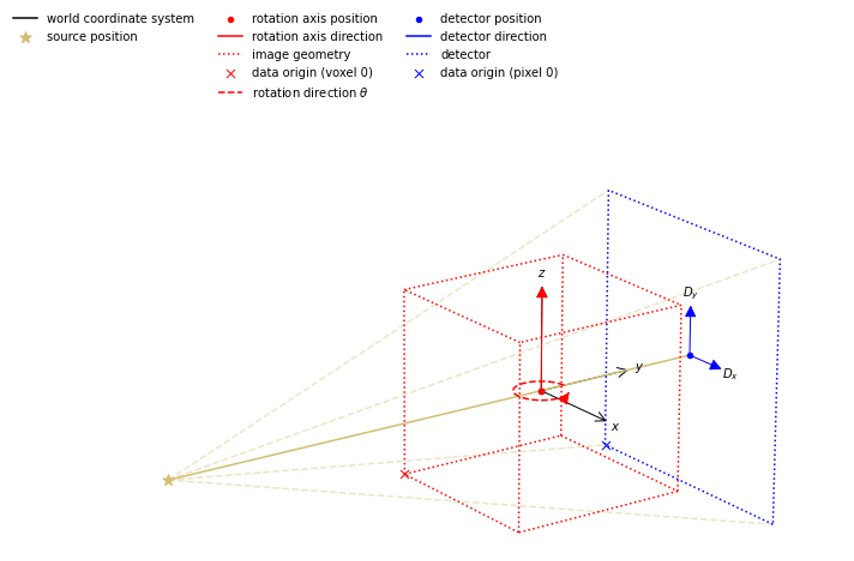 world coordinate system
source position
rotation axis position
rotation axis direction
image geometry
data origin (voxel 0)
rotation direction θ
detector position
detector direction
detector
data origin (pixel 0)
z
y
x
Dy
Dx